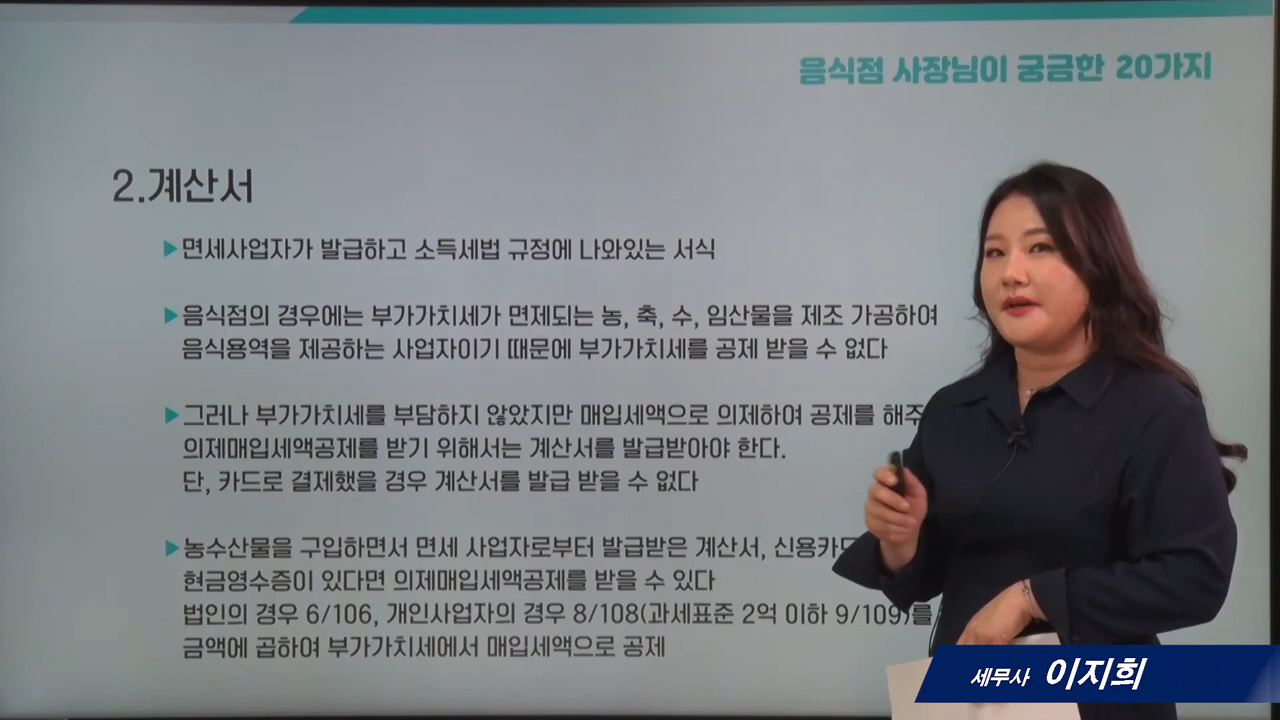 음식점 사장님이 궁금한 20가지
2.계산서
▶면세사업자가 발급하고 소득세법 규정에 나와있는 서식
▶음식점의 경우에는 부가가치세가 면제되는 농, 축, 수, 임산물을 제조 가공하여
음식용역을 제공하는 사업자이기 때문에 부가가치세를 공제 받을 수 없다
▶그러나 부가가치세를 부담하지 않았지만 매입세액으로 의제하여 공제를 해주
의제매입세액공제를 받기 위해서는 계산서를 발급받아야 한다.
단, 카드로 결제했을 경우 계산서를 발급 받을 수 없다
▶농수산물을 구입하면서 면세 사업자로부터 발급받은 계산서, 신용카드
현금영수증이 있다면 의제매입세액공제를 받을 수 있다
법인의 경우 6/106, 개인사업자의 경우 8/108(과세표준 2억 이하 9/109)를
금액에 곱하여 부가가치세에서 매입세액으로 공제
세무사 이지희